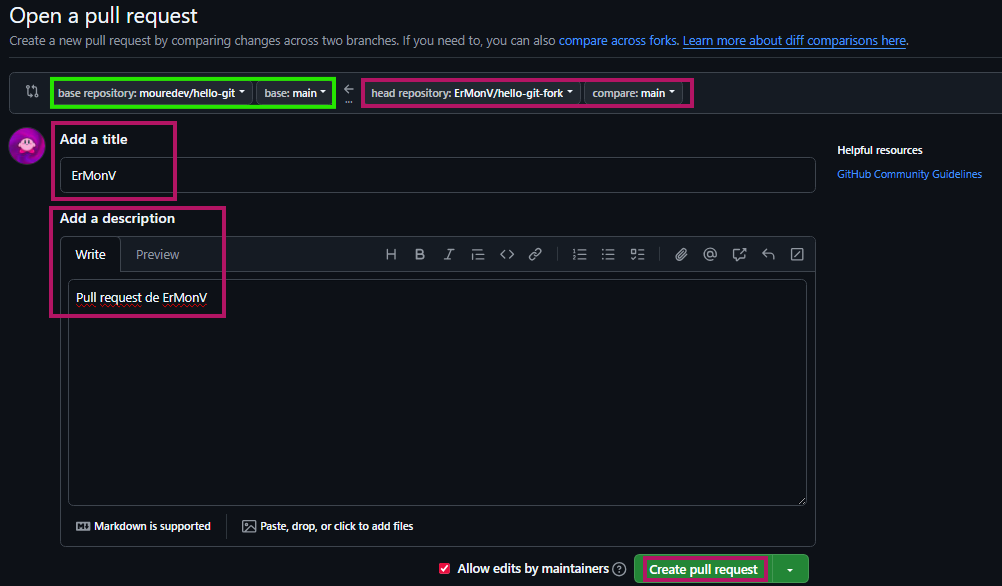 Open a pull request
Create a new pull request by comparing changes across two branches. If you need to, you can also compare across forks. Learn more about diff comparisons here.
base repository: mouredev/hello-git base: main ← ... head repository: ErMonV/hello-git-fork compare: main
Add a title
ErMonV
Helpful resources
GitHub Community Guidelines
Add a description
Write Preview
Pull request de ErMonV
Markdown is supported Paste, drop, or click to add files
Allow edits by maintainers ? Create pull request